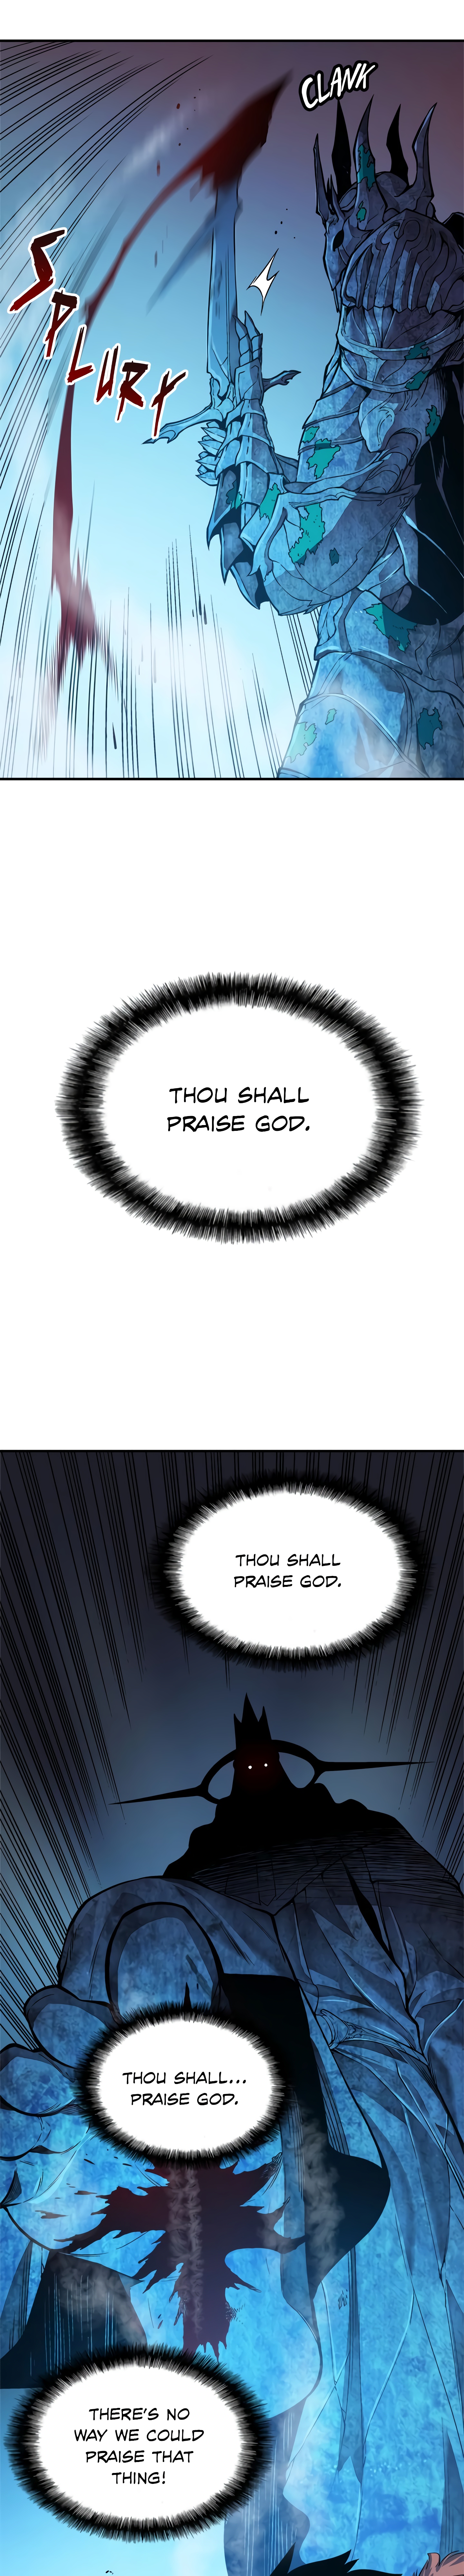 CLANK
SPLURT
THOU SHALL
PRAISE GOD.
THOU SHALL
PRAISE GOD.
THOU SHALL...
PRAISE GOD.
THERE'S NO
WAY WE COULD
PRAISE THAT
THING!